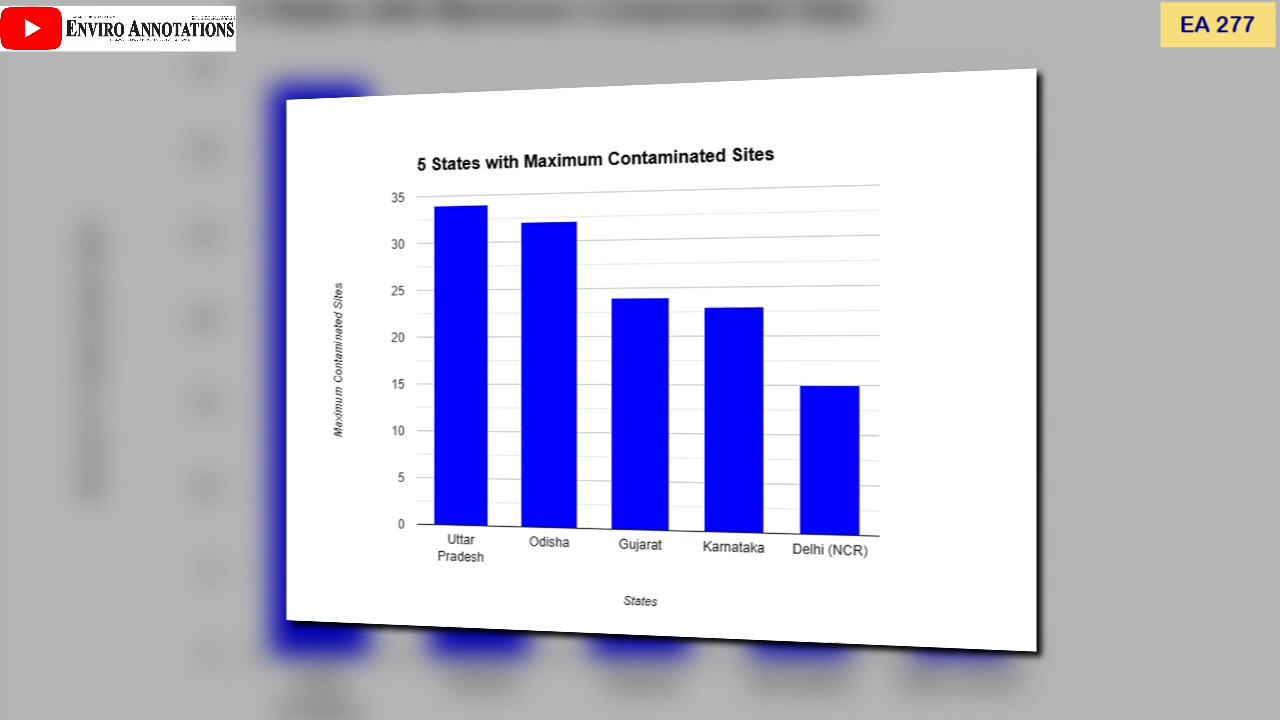 ENVIRO ANNOTATIONS
EA 277
5 States with Maximum Contaminated Sites
Maximum Contaminated Sites
35
30
25
20
15
10
5
0
Uttar
Pradesh
Odisha
Gujarat
Karnataka
Delhi (NCR)
States